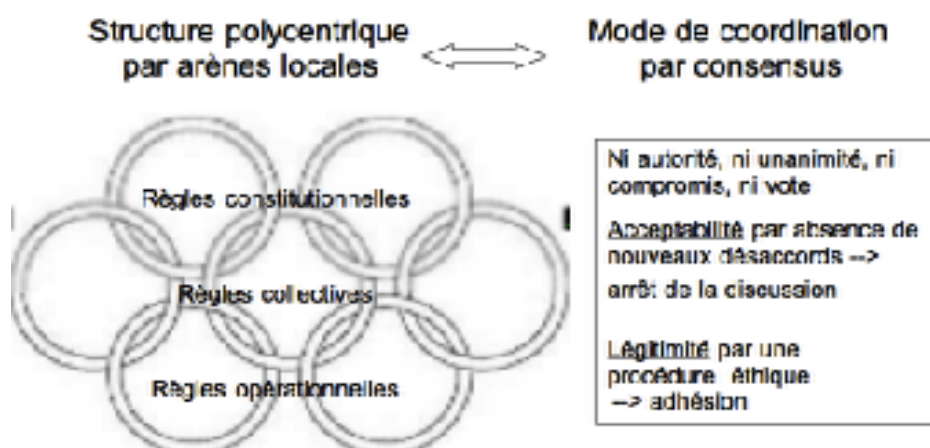 Structure polycentrique
par arènes locales
Mode de coordination
par consensus
Règles constitutionnelles
Règles collectives
Règles opérationnelles
Ni autorité, ni unanimité, ni
compromis, ni vote
Acceptabilité par absence de
nouveaux désaccords -->
arrêt de la discussion
Légitimité par une
procédure éthique
--> adhésion